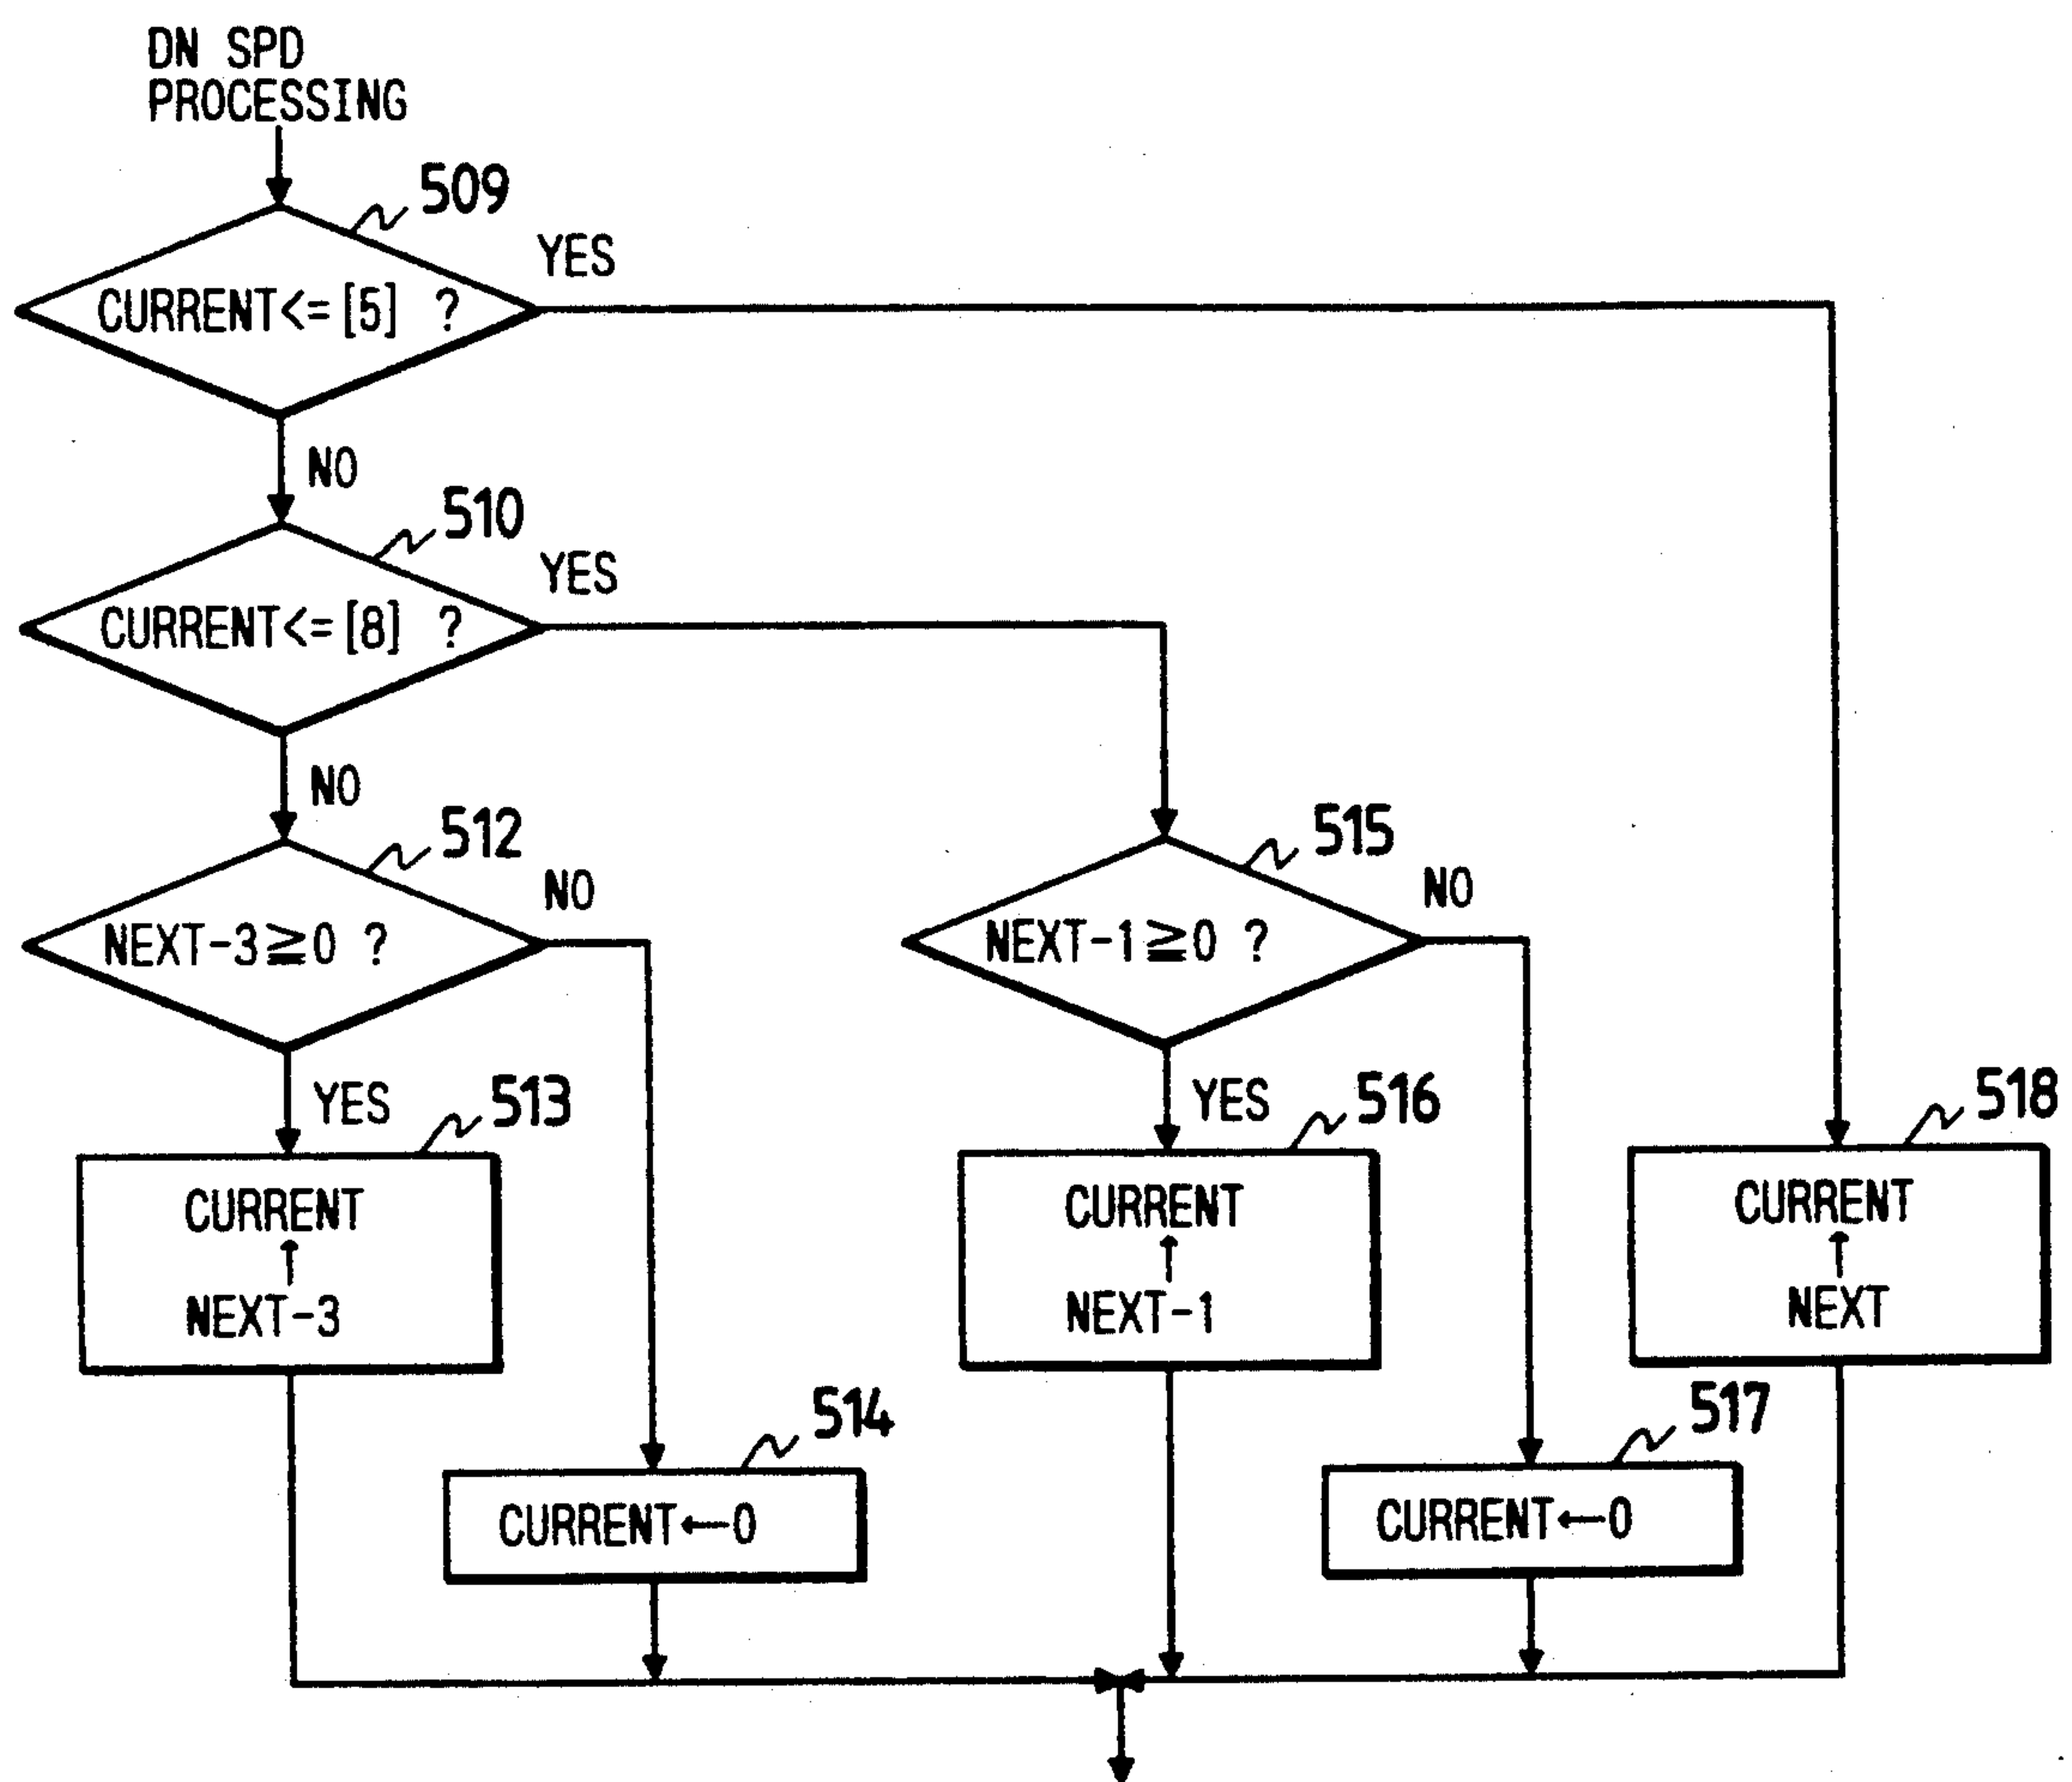 DN SPD
PROCESSING
509
YES
CURRENT<=[5] ?
NO
510
YES
CURRENT<=[8] ?
NO
512
NO
NEXT-3≧0 ?
515
NO
NEXT-1≧0 ?
YES
513
YES
516
518
CURRENT
↑
NEXT-3
CURRENT
↑
NEXT-1
CURRENT
↑
NEXT
514
CURRENT←0
517
CURRENT←0